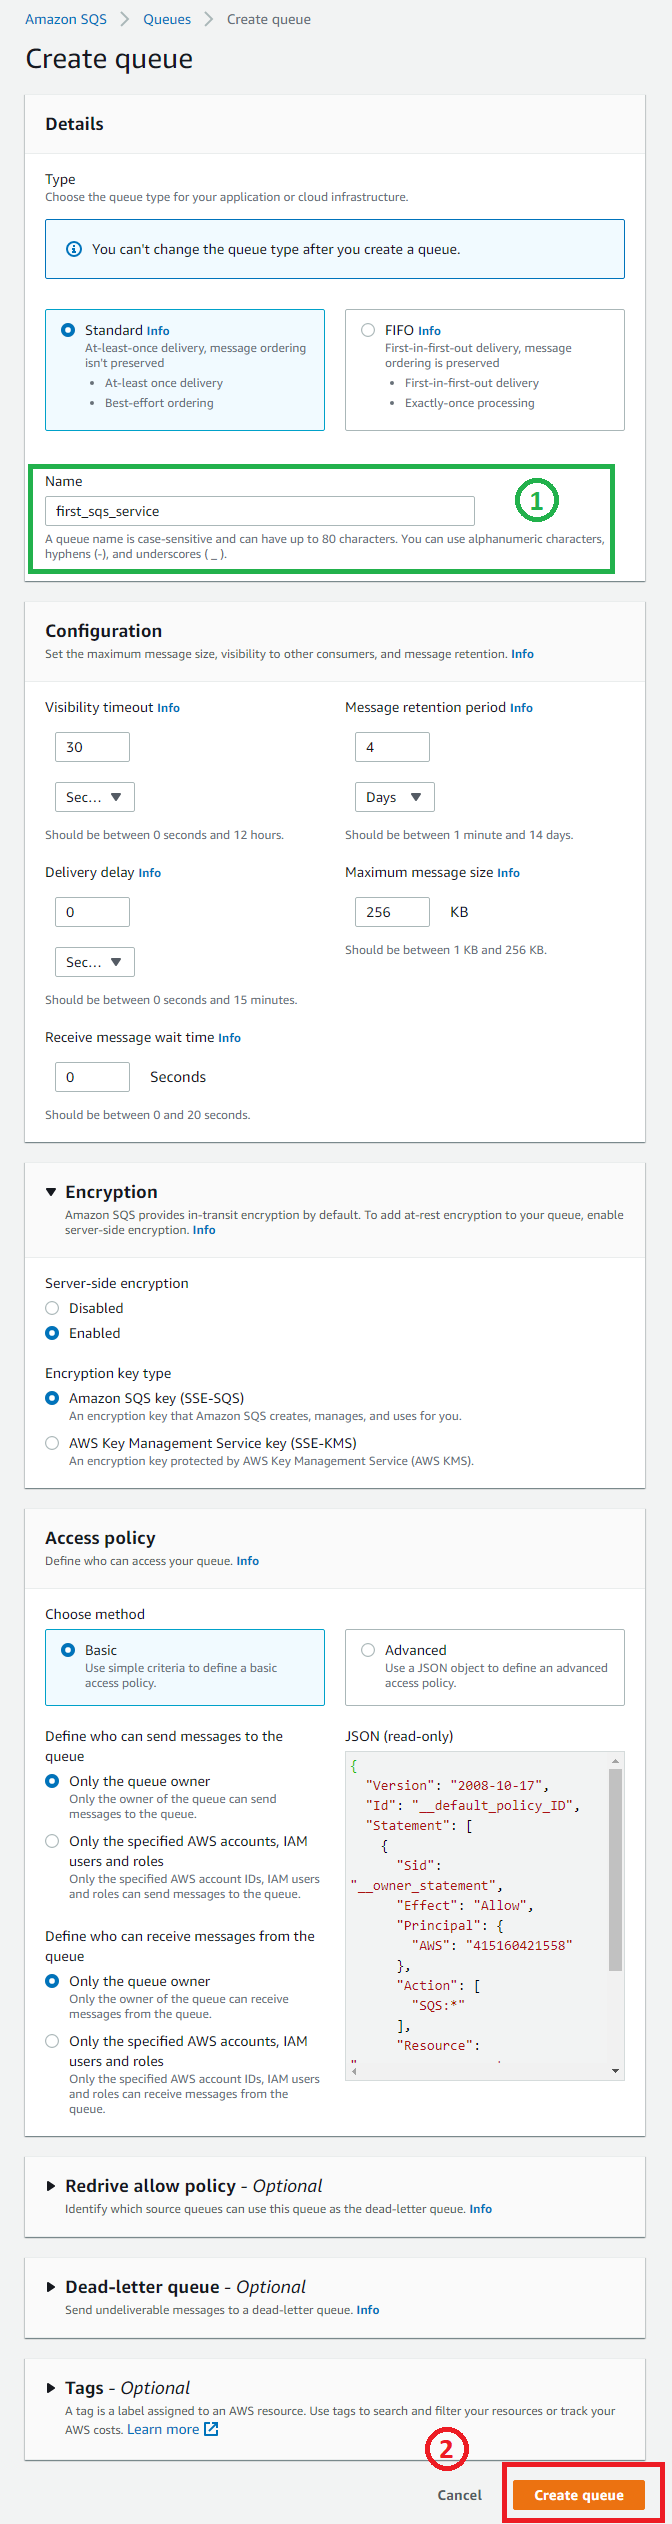 Amazon SQS > Queues > Create queue
Create queue
Details
Type
Choose the queue type for your application or cloud infrastructure.
You can't change the queue type after you create a queue.
Standard Info
At-least-once delivery, message ordering
isn't preserved
• At-least once delivery
• Best-effort ordering
FIFO Info
First-in-first-out delivery, message
ordering is preserved
• First-in-first-out delivery
• Exactly-once processing
Name
1
first_sqs_service
A queue name is case-sensitive and can have up to 80 characters. You can use alphanumeric characters,
hyphens (-), and underscores ( _ ).
Configuration
Set the maximum message size, visibility to other consumers, and message retention. Info
Visibility timeout Info
30
Sec...
Should be between 0 seconds and 12 hours.
Message retention period Info
4
Days
Should be between 1 minute and 14 days.
Delivery delay Info
0
Sec...
Should be between 0 seconds and 15 minutes.
Maximum message size Info
256 KB
Should be between 1 KB and 256 KB.
Receive message wait time Info
0 Seconds
Should be between 0 and 20 seconds.
Encryption
Amazon SQS provides in-transit encryption by default. To add at-rest encryption to your queue, enable
server-side encryption. Info
Server-side encryption
Disabled
Enabled
Encryption key type
Amazon SQS key (SSE-SQS)
An encryption key that Amazon SQS creates, manages, and uses for you.
AWS Key Management Service key (SSE-KMS)
An encryption key protected by AWS Key Management Service (AWS KMS).
Access policy
Define who can access your queue. Info
Choose method
Basic
Use simple criteria to define a basic
access policy.
Advanced
Use a JSON object to define an advanced
access policy.
Define who can send messages to the
queue
Only the queue owner
Only the owner of the queue can send
messages to the queue.
Only the specified AWS accounts, IAM
users and roles
Only the specified AWS account IDs, IAM users
and roles can send messages to the queue.
Define who can receive messages from the
queue
Only the queue owner
Only the owner of the queue can receive
messages from the queue.
Only the specified AWS accounts, IAM
users and roles
Only the specified AWS account IDs, IAM users
and roles can receive messages from the
queue.
JSON (read-only)
{
"Version": "2008-10-17",
"Id": "__default_policy_ID",
"Statement": [
{
"Sid":
"__owner_statement",
"Effect": "Allow",
"Principal": {
"AWS": "415160421558"
},
"Action": [
"SQS:*"
],
"Resource":
Redrive allow policy - Optional
Identify which source queues can use this queue as the dead-letter queue. Info
Dead-letter queue - Optional
Send undeliverable messages to a dead-letter queue. Info
Tags - Optional
A tag is a label assigned to an AWS resource. Use tags to search and filter your resources or track your
AWS costs. Learn more
2
Cancel
Create queue